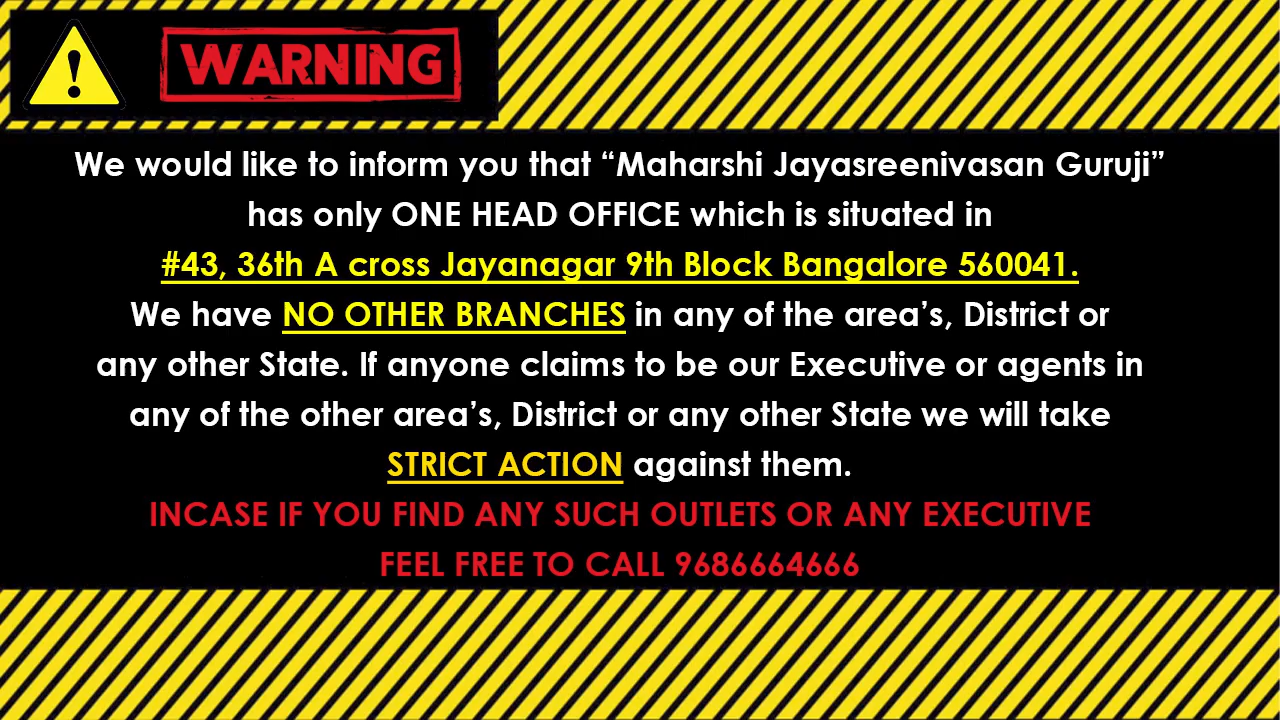 WARNING
We would like to inform you that “Maharshi Jayasreenivasan Guruji”
has only ONE HEAD OFFICE which is situated in
#43, 36th A cross Jayanagar 9th Block Bangalore 560041.
We have NO OTHER BRANCHES in any of the area’s, District or
any other State. If anyone claims to be our Executive or agents in
any of the other area’s, District or any other State we will take
STRICT ACTION against them.
INCASE IF YOU FIND ANY SUCH OUTLETS OR ANY EXECUTIVE
FEEL FREE TO CALL 9686664666